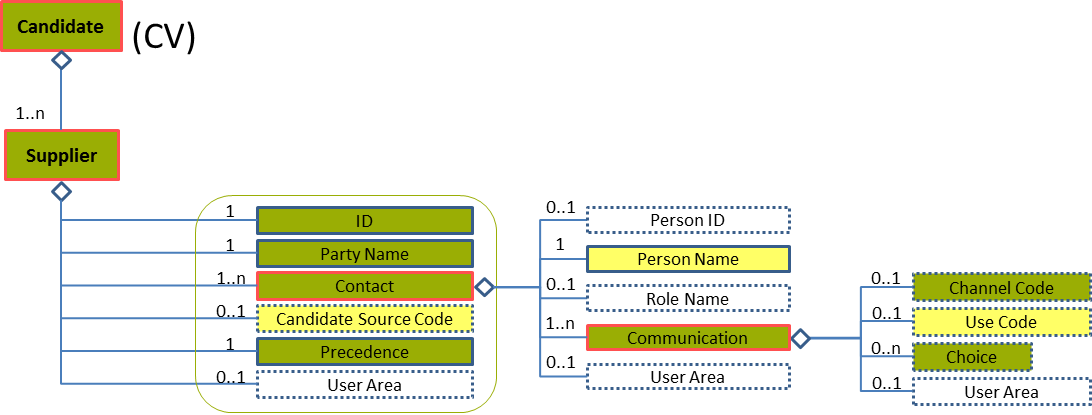 Candidate
(CV)
1..n
Supplier
1
ID
1
Party Name
1..n
Contact
0..1
Candidate Source Code
1
Precedence
0..1
User Area
0..1
Person ID
1
Person Name
0..1
Role Name
1..n
Communication
0..1
User Area
0..1
Channel Code
0..1
Use Code
0..n
Choice
0..1
User Area